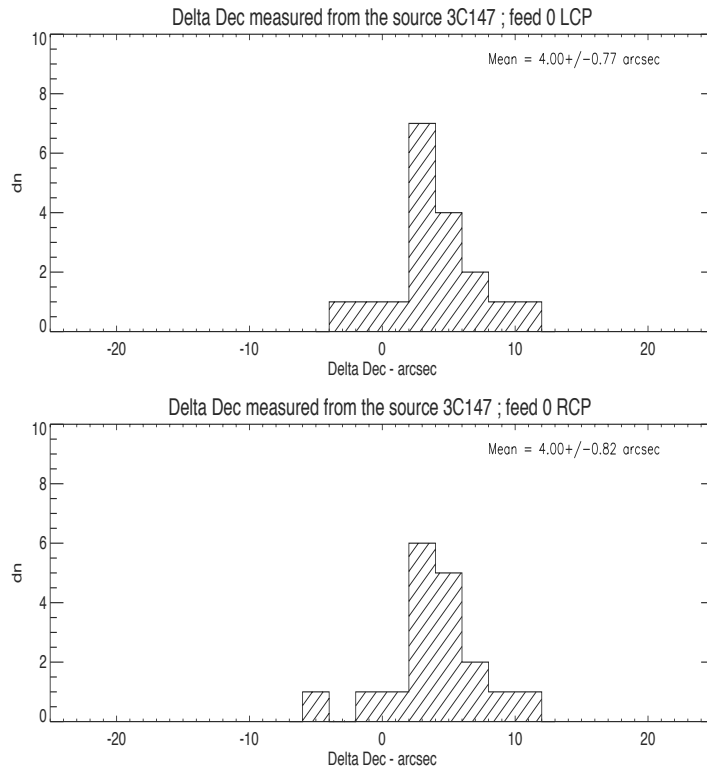 Delta Dec measured from the source 3C147 ; feed 0 LCP
10
Mean = 4.00+/-0.77 arcsec
8
6
dn
4
2
0
-20 -10 0 10 20
Delta Dec - arcsec
Delta Dec measured from the source 3C147 ; feed 0 RCP
10
Mean = 4.00+/-0.82 arcsec
8
6
dn
4
2
0
-20 -10 0 10 20
Delta Dec - arcsec